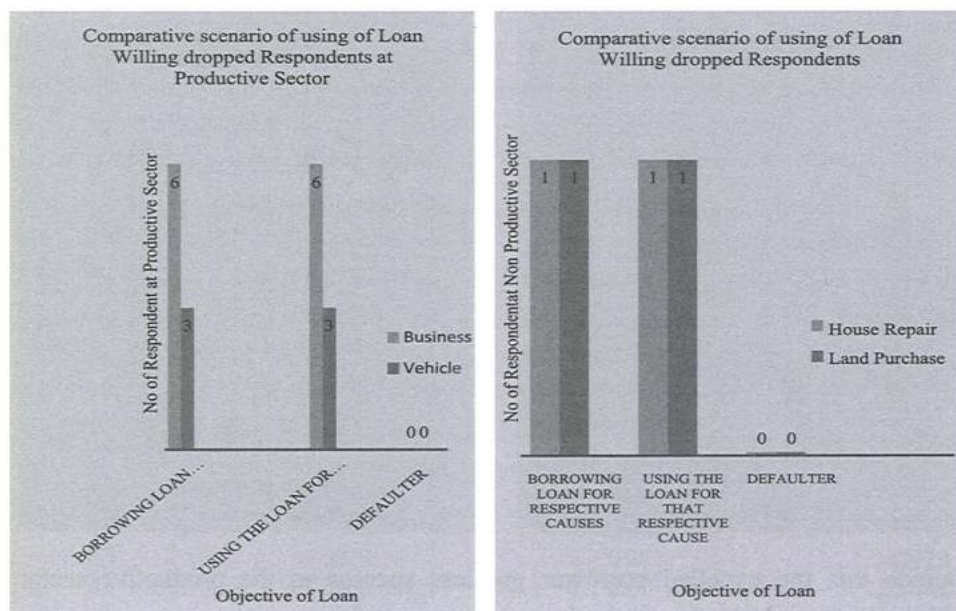 Comparative scenario of using of Loan
Willing dropped Respondents at
Productive Sector
No of Respondent at Productive Sector
6
3
6
3
0 0
Business
Vehicle
BORROWING LOAN...
USING THE LOAN FOR...
DEFAULTER
Objective of Loan
Comparative scenario of using of Loan
Willing dropped Respondents
No of Respondentat Non Productive Sector
1 1
1 1
0 0
House Repair
Land Purchase
BORROWING
LOAN FOR
RESPECTIVE
CAUSES
USING THE
LOAN FOR
THAT
RESPECTIVE
CAUSE
DEFAULTER
Objective of Loan